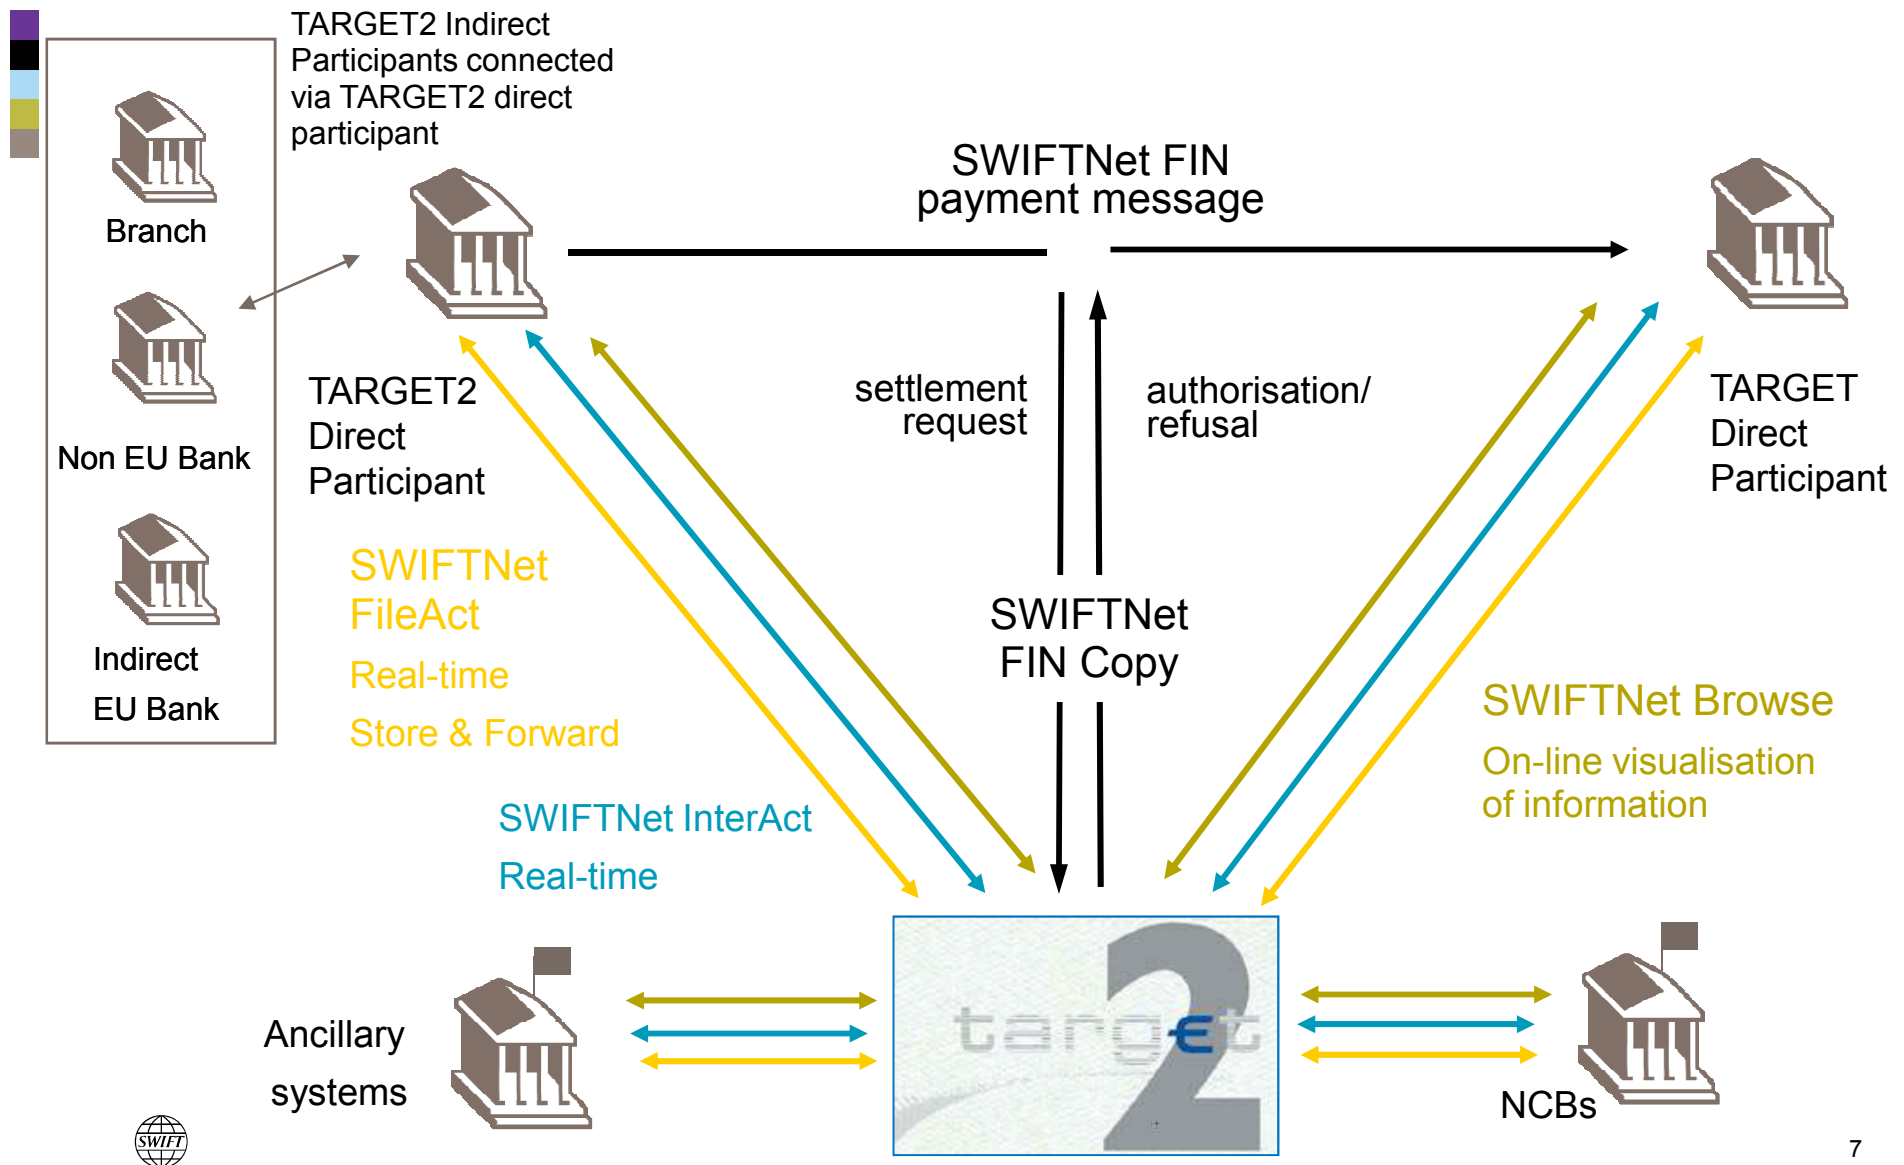 TARGET2 Indirect
Participants connected
via TARGET2 direct
participant
Branch
Non EU Bank
Indirect
EU Bank
SWIFTNet FIN
payment message
TARGET2
Direct
Participant
settlement
request
authorisation/
refusal
TARGET
Direct
Participant
SWIFTNet
FileAct
Real-time
Store & Forward
SWIFTNet
FIN Copy
SWIFTNet Browse
On-line visualisation
of information
SWIFTNet InterAct
Real-time
Ancillary
systems
2
targ€t
NCBs
SWIFT
7